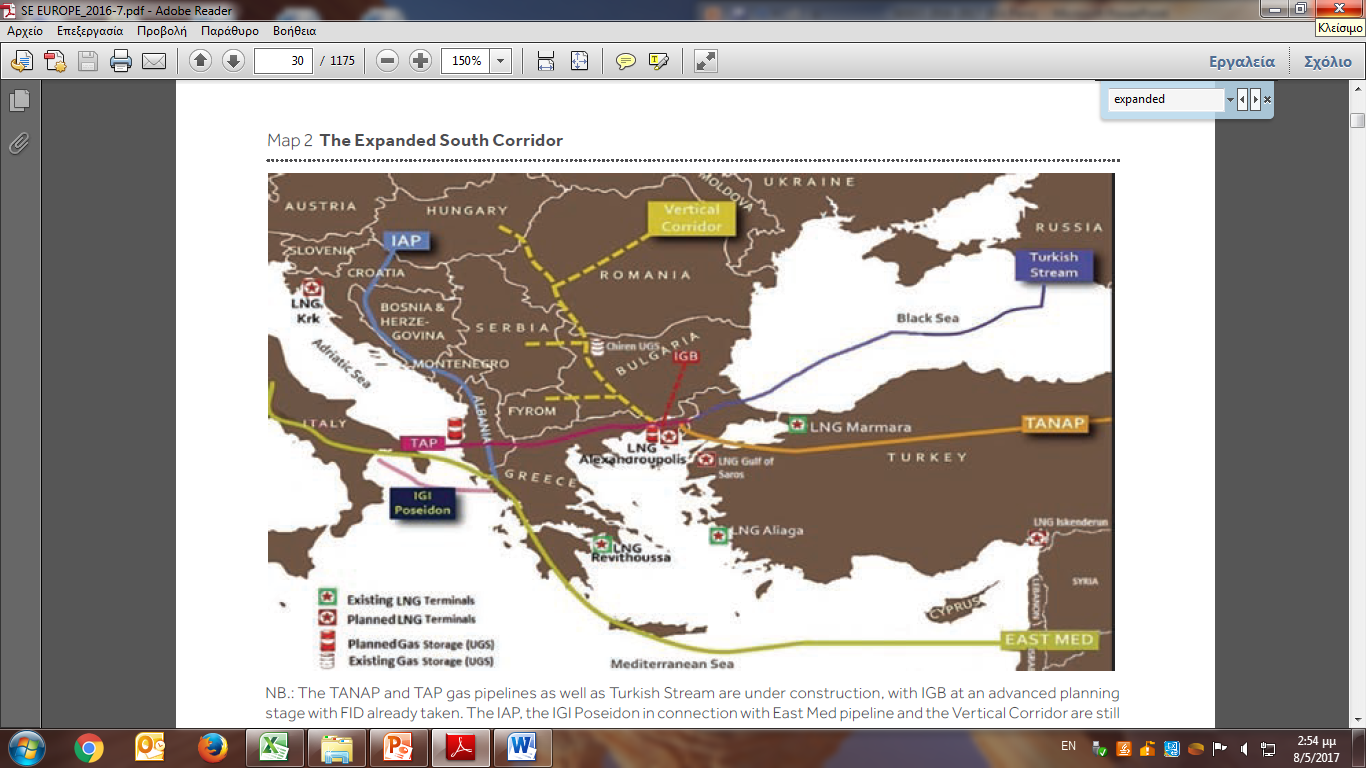 SE EUROPE_2016-7.pdf - Adobe Reader
Κλείσιμο
Αρχείο Επεξεργασία Προβολή Παράθυρο Βοήθεια
30 / 1175
150%
Εργαλεία
Σχόλιο
expanded
Map 2 The Expanded South Corridor
MOLDOVA
UKRAINE
AUSTRIA
HUNGARY
Vertical
Corridor
RUSSIA
IAP
SLOVENIA
CROATIA
ROMANIA
Turkish
Stream
LNG
Krk
BOSNIA &
HERZE-
GOVINA
SERBIA
Black Sea
Adriatic Sea
Chiren UGS
BULGARIA
IGB
MONTENEGRO
ALBANIA
FYROM
ITALY
TAP
LNG Marmara
TANAP
LNG
Alexandroupolis
LNG Gulf of
Saros
TURKEY
GREECE
IGI
Poseidon
LNG Iskenderun
LNG Aliaga
LNG
Revithoussa
SYRIA
LEBANON
CYPRUS
Existing LNG Terminals
Planned LNG Terminals
Planned Gas Storage (UGS)
Existing Gas Storage (UGS)
EAST MED
Mediterranean Sea
NB.: The TANAP and TAP gas pipelines as well as Turkish Stream are under construction, with IGB at an advanced planning
stage with FID already taken. The IAP, the IGI Poseidon in connection with East Med pipeline and the Vertical Corridor are still
EN
2:54 μμ
8/5/2017